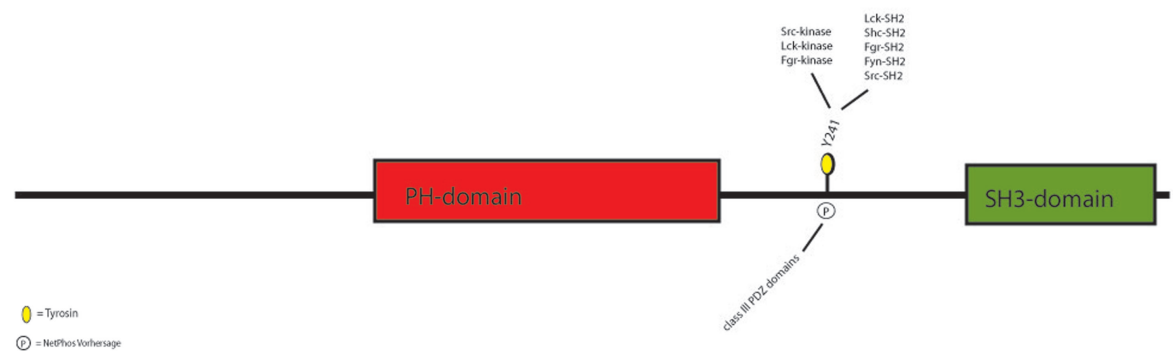 Src-kinase
Lck-kinase
Fgr-kinase
Lck-SH2
Shc-SH2
Fgr-SH2
Fyn-SH2
Src-SH2
Y241
PH-domain
SH3-domain
P
class III PDZ domains
= Tyrosin
P = NetPhos Vorhersage